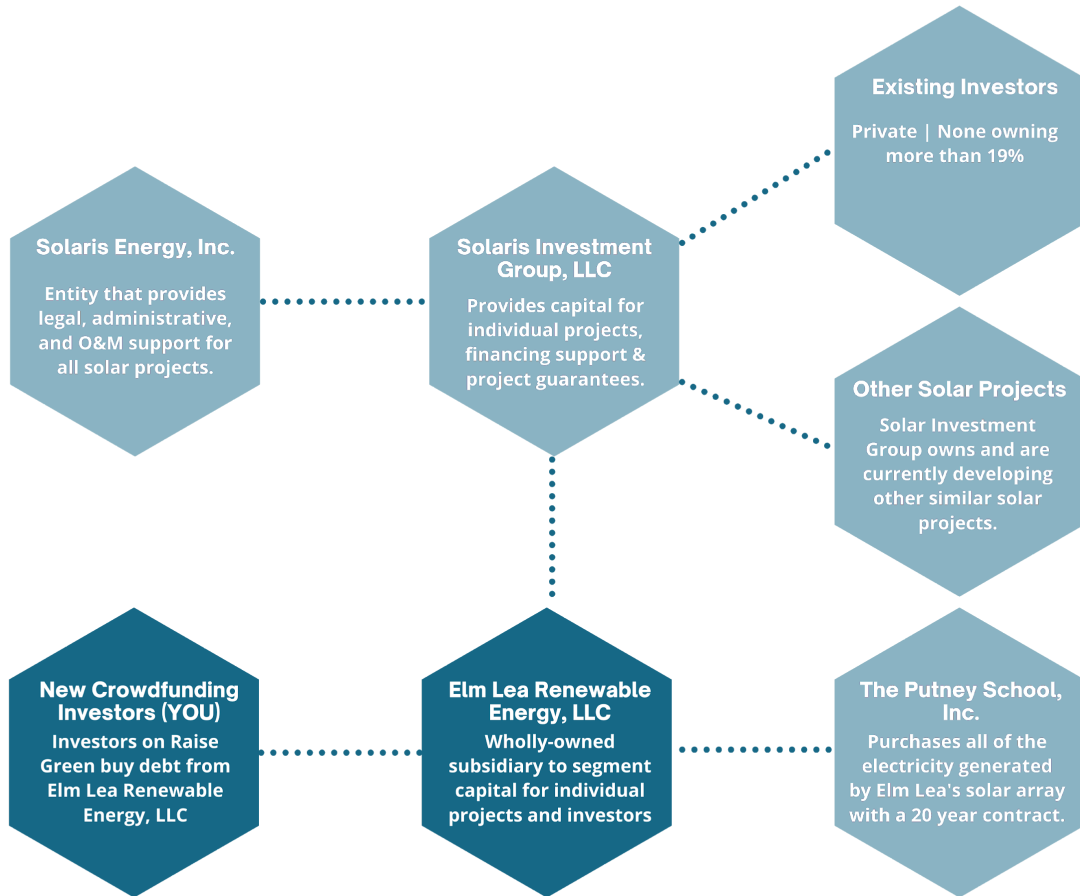 Existing Investors
Private | None owning
more than 19%
Solaris Energy, Inc.
Entity that provides
legal, administrative,
and O&M support for
all solar projects.
Solaris Investment
Group, LLC
Provides capital for
individual projects,
financing support &
project guarantees.
Other Solar Projects
Solar Investment
Group owns and are
currently developing
other similar solar
projects.
New Crowdfunding
Investors (YOU)
Investors on Raise
Green buy debt from
Elm Lea Renewable
Energy, LLC
Elm Lea Renewable
Energy, LLC
Wholly-owned
subsidiary to segment
capital for individual
projects and investors
The Putney School,
Inc.
Purchases all of the
electricity generated
by Elm Lea's solar array
with a 20 year contract.